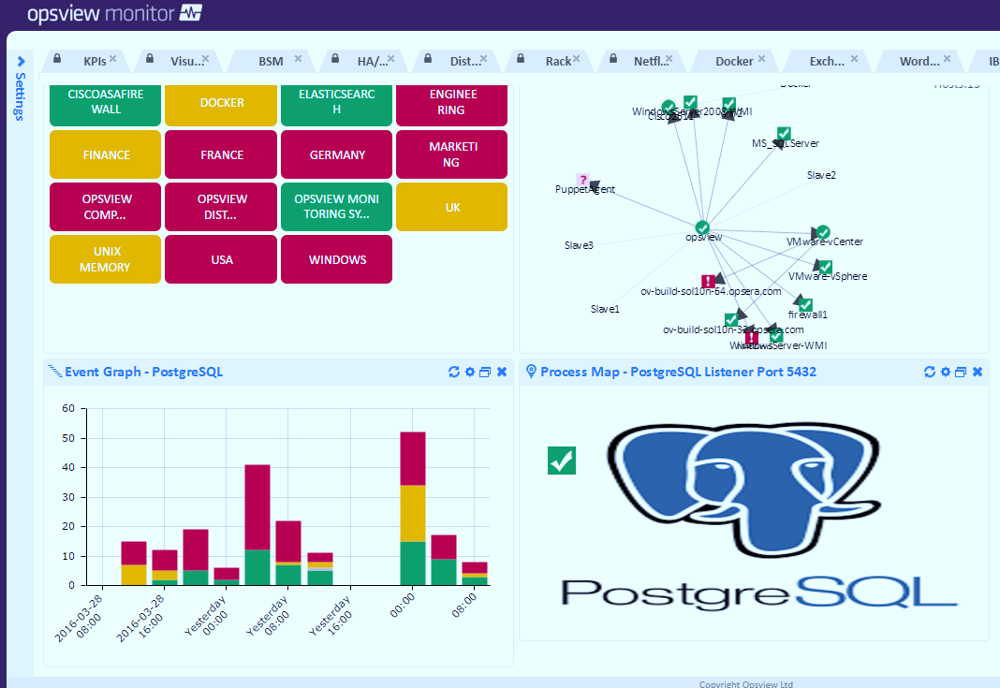 opsview monitor
Settings
KPIs
Visu...
BSM
HA/...
Dist...
Rack
Netfl...
Docker
Exch...
Word...
IB
CISCOASAFIRE
WALL
DOCKER
ELASTICSEARC
H
ENGINEE
RING
FINANCE
FRANCE
GERMANY
MARKETI
NG
OPSVIEW
COMP...
OPSVIEW
DIST...
OPSVIEW MONI
TORING SY...
UK
UNIX
MEMORY
USA
WINDOWS
Docker
Hosts:15
MS_SQLServer
Slave2
PuppetAgent
opsview
VMware-vCenter
Slave3
VMware-vSphere
ov-build-sol10n-64.opsera.com
Slave1
firewall1
ov-build-sol10n-32.opsera.com
Event Graph - PostgreSQL
60
50
40
30
20
10
0
2016-03-28
08:00
2016-03-28
16:00
Yesterday
00:00
Yesterday
08:00
Yesterday
16:00
00:00
08:00
Process Map - PostgreSQL Listener Port 5432
PostgreSQL
Copyright Opsview Ltd